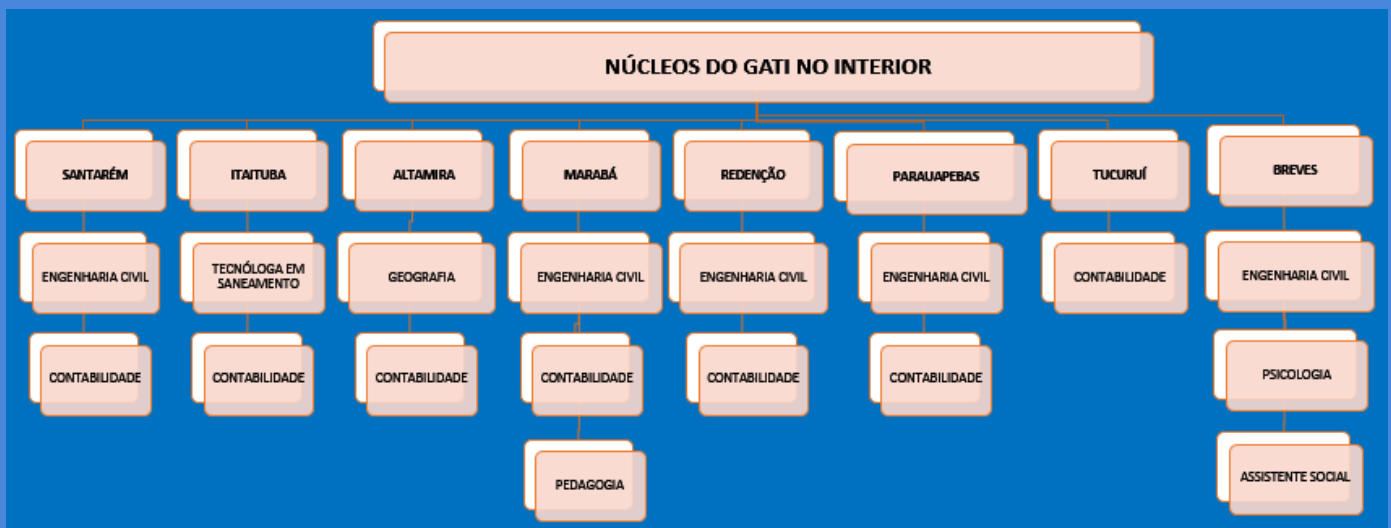 NÚCLEOS DO GATI NO INTERIOR
SANTARÉM
ITAITUBA
ALTAMIRA
MARABÁ
REDENÇÃO
PARAUAPEBAS
TUCURUÍ
BREVES
ENGENHARIA CIVIL
TECNÓLOGA EM
SANEAMENTO
GEOGRAFIA
ENGENHARIA CIVIL
ENGENHARIA CIVIL
ENGENHARIA CIVIL
CONTABILIDADE
ENGENHARIA CIVIL
CONTABILIDADE
CONTABILIDADE
CONTABILIDADE
CONTABILIDADE
CONTABILIDADE
CONTABILIDADE
PSICOLOGIA
PEDAGOGIA
ASSISTENTE SOCIAL